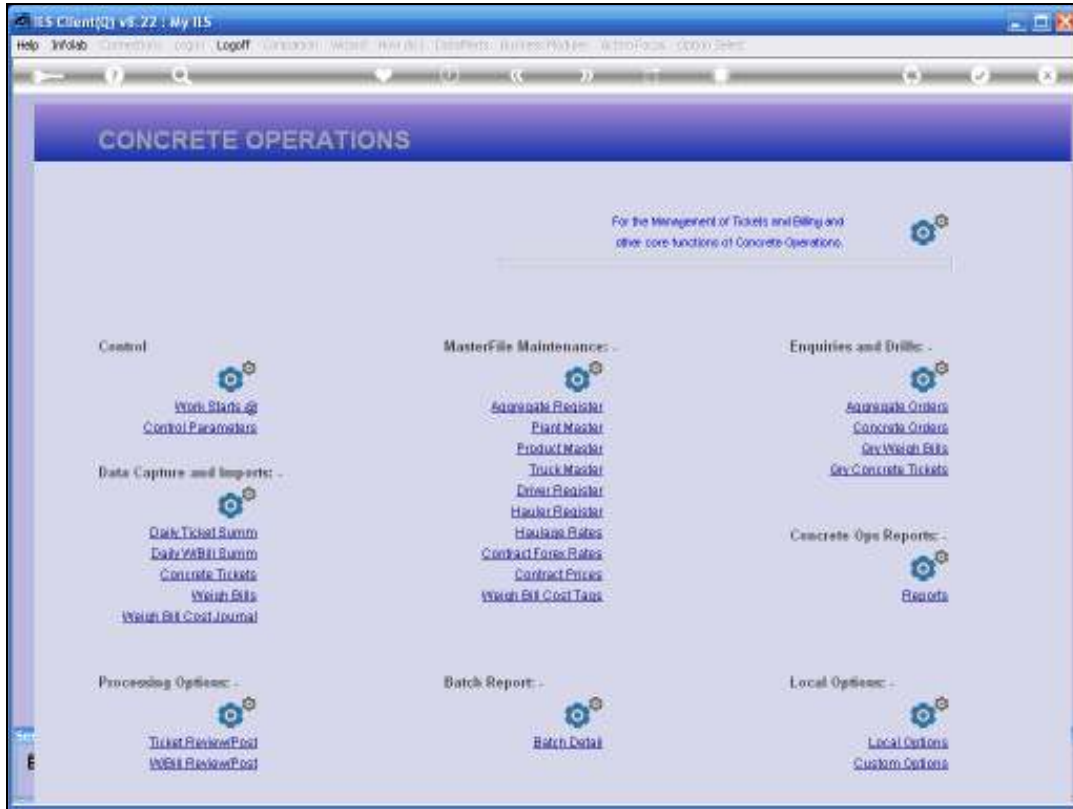 IES Client(Q) v8.22 : My IES
Help Infolab Logoff
CONCRETE OPERATIONS
For the Management of Tickets and Billing and
other core functions of Concrete Operations.
Control
Work Starts @
Control Parameters
Data Capture and Imports: -
Daily Ticket Summ
Daily WBill Summ
Concrete Tickets
Weigh Bills
Weigh Bill Cost Journal
Processing Options: -
Ticket Review/Post
WBill Review/Post
MasterFile Maintenance: -
Aggregate Register
Plant Master
Product Master
Truck Master
Driver Register
Hauler Register
Haulage Rates
Contract Forex Rates
Contract Prices
Weigh Bill Cost Tags
Batch Report: -
Batch Detail
Enquiries and Drills: -
Aggregate Orders
Concrete Orders
Qry Weigh Bills
Qry Concrete Tickets
Concrete Ops Reports: -
Reports
Local Options: -
Local Options
Custom Options